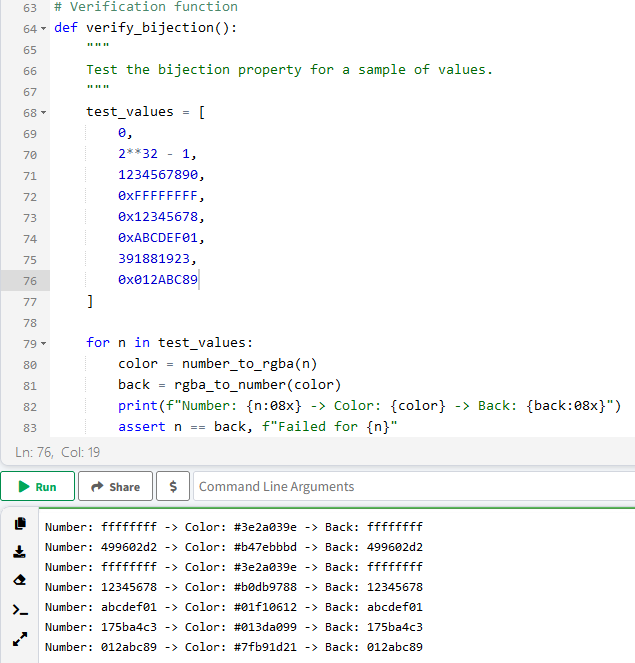 63 # Verification function
64 def verify_bijection():
65 """
66 Test the bijection property for a sample of values.
67 """
68 test_values = [
69 0,
70 2**32 - 1,
71 1234567890,
72 0xFFFFFFFF,
73 0x12345678,
74 0xABCDEF01,
75 391881923,
76 0x012ABC89
77 ]
78
79 for n in test_values:
80 color = number_to_rgba(n)
81 back = rgba_to_number(color)
82 print(f"Number: {n:08x} -> Color: {color} -> Back: {back:08x}")
83 assert n == back, f"Failed for {n}"
Ln: 76, Col: 19
Run Share $ Command Line Arguments
Number: ffffffff -> Color: #3e2a039e -> Back: ffffffff
Number: 499602d2 -> Color: #b47ebbbd -> Back: 499602d2
Number: ffffffff -> Color: #3e2a039e -> Back: ffffffff
Number: 12345678 -> Color: #b0db9788 -> Back: 12345678
Number: abcdef01 -> Color: #01f10612 -> Back: abcdef01
Number: 175ba4c3 -> Color: #013da099 -> Back: 175ba4c3
Number: 012abc89 -> Color: #7fb91d21 -> Back: 012abc89